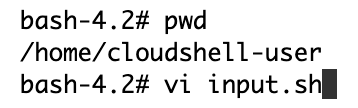 bash-4.2# pwd
/home/cloudshell-user
bash-4.2# vi input.sh